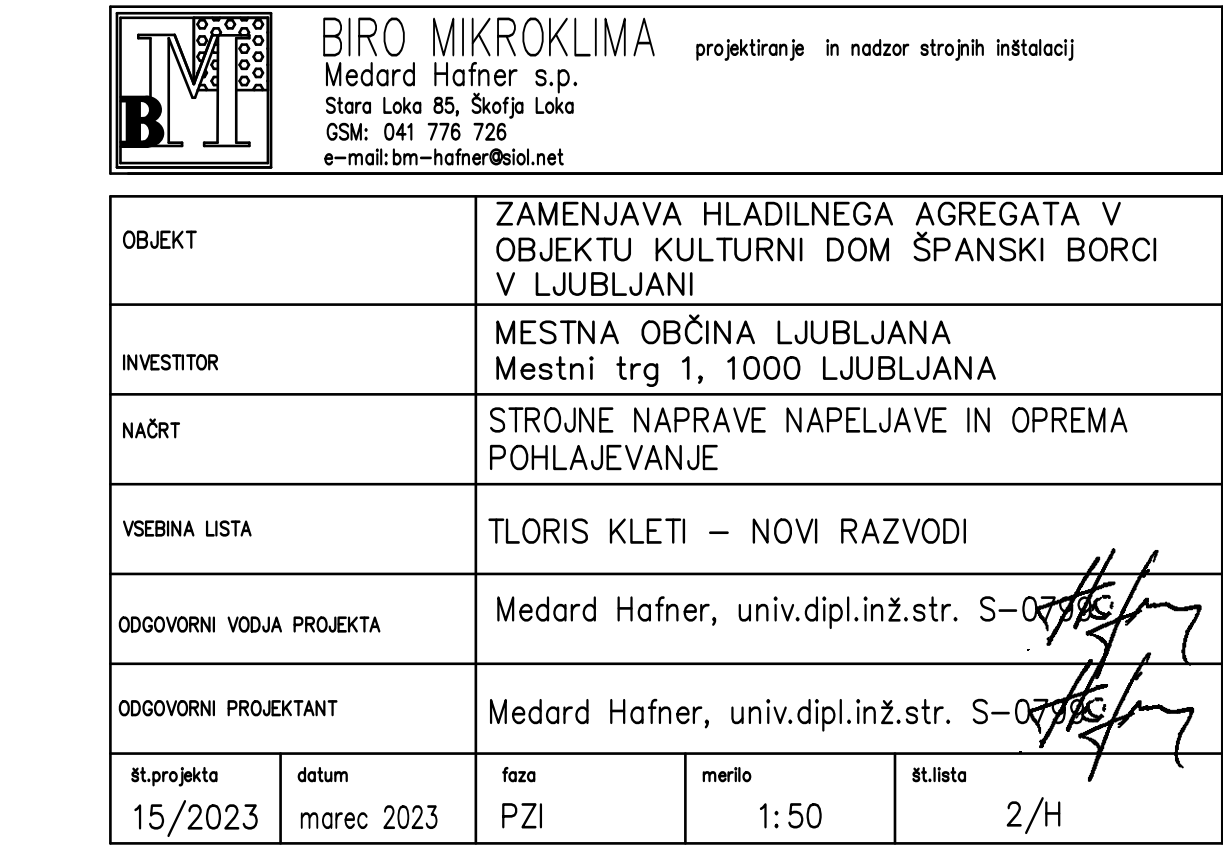 BM
BIRO MIKROKLIMA projektiranje in nadzor strojnih inštalacij
Medard Hafner s.p.
Stara Loka 85, Škofja Loka
GSM: 041 776 726
e-mail:bm-hafner@siol.net
OBJEKT
ZAMENJAVA HLADILNEGA AGREGATA V
OBJEKTU KULTURNI DOM ŠPANSKI BORCI
V LJUBLJANI
INVESTITOR
MESTNA OBČINA LJUBLJANA
Mestni trg 1, 1000 LJUBLJANA
NAČRT
STROJNE NAPRAVE NAPELJAVE IN OPREMA
POHLAJEVANJE
VSEBINA LISTA
TLORIS KLETI – NOVI RAZVODI
ODGOVORNI VODJA PROJEKTA
Medard Hafner, univ.dipl.inž.str.
ODGOVORNI PROJEKTANT
Medard Hafner, univ.dipl.inž.str.
št.projekta datum faza merilo št.lista
15/2023 marec 2023 PZI 1:50 2/H